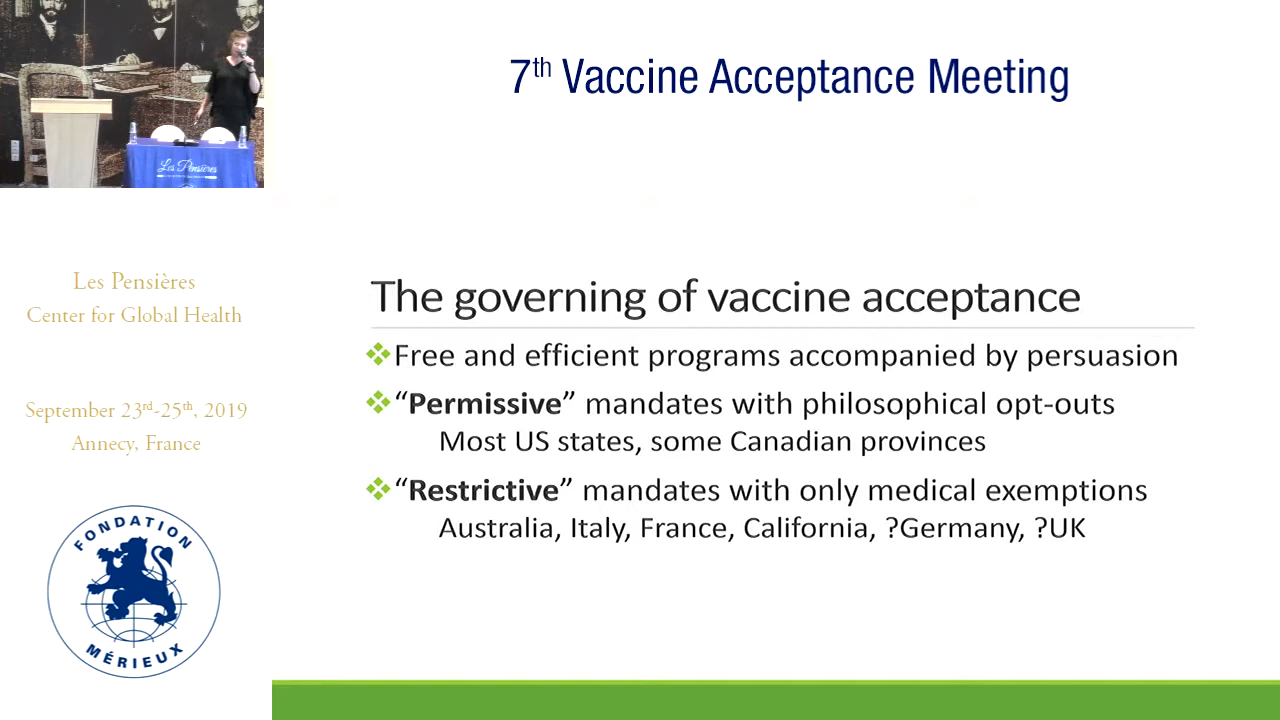 7th Vaccine Acceptance Meeting
Les Pensières
Les Pensières
Center for Global Health
September 23rd-25th, 2019
Annecy, France
FONDATION
MÉRIEUX
The governing of vaccine acceptance
❖Free and efficient programs accompanied by persuasion
❖“Permissive” mandates with philosophical opt-outs
Most US states, some Canadian provinces
❖“Restrictive” mandates with only medical exemptions
Australia, Italy, France, California, ?Germany, ?UK